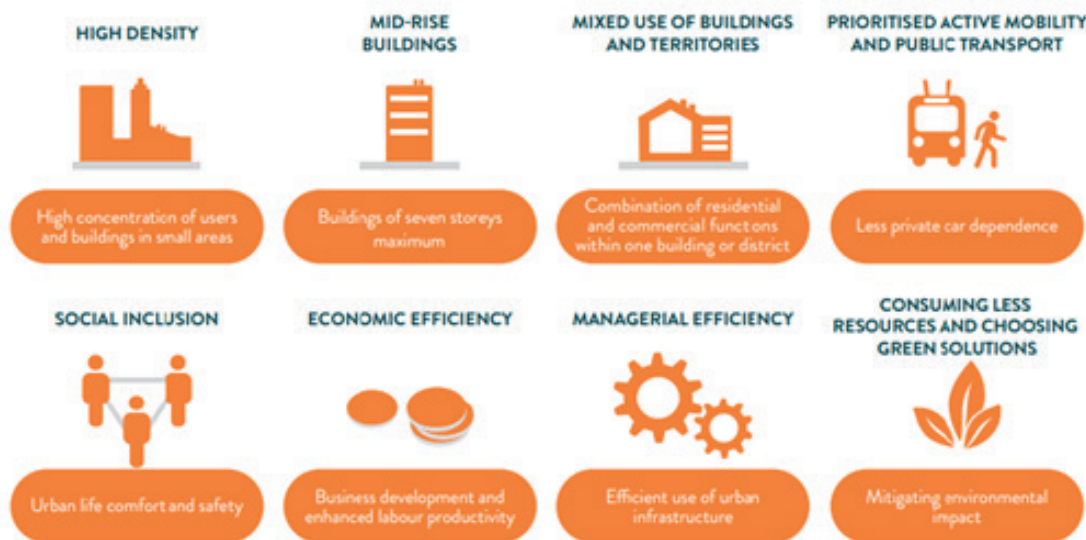 HIGH DENSITY
High concentration of users
and buildings in small areas
MID-RISE
BUILDINGS
Buildings of seven storeys
maximum
MIXED USE OF BUILDINGS
AND TERRITORIES
Combination of residential
and commercial functions
within one building or district
PRIORITISED ACTIVE MOBILITY
AND PUBLIC TRANSPORT
Less private car dependence
SOCIAL INCLUSION
Urban life comfort and safety
ECONOMIC EFFICIENCY
Business development and
enhanced labour productivity
MANAGERIAL EFFICIENCY
Efficient use of urban
infrastructure
CONSUMING LESS
RESOURCES AND CHOOSING
GREEN SOLUTIONS
Mitigating environmental
impact